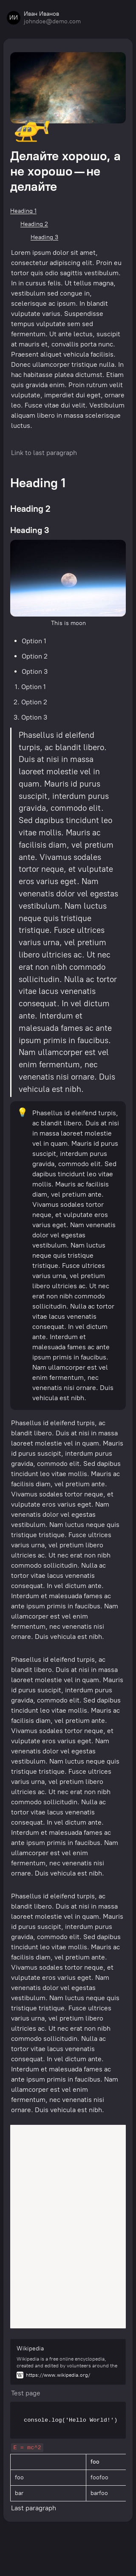 ИИ
Иван Иванов
johndoe@demo.com
Делайте хорошо, а
не хорошо — не
делайте
Heading 1
Heading 2
Heading 3
Lorem ipsum dolor sit amet,
consectetur adipiscing elit. Proin eu
tortor quis odio sagittis vestibulum.
In in cursus felis. Ut tellus magna,
vestibulum sed congue in,
scelerisque ac ipsum. In blandit
vulputate varius. Suspendisse
tempus vulputate sem sed
fermentum. Ut ante lectus, suscipit
at mauris et, convallis porta nunc.
Praesent aliquet vehicula facilisis.
Donec ullamcorper tristique nulla. In
hac habitasse platea dictumst. Etiam
quis gravida enim. Proin rutrum velit
vulputate, imperdiet dui eget, ornare
leo. Fusce vitae dui velit. Vestibulum
aliquam libero in massa scelerisque
luctus.
Link to last paragraph
Heading 1
Heading 2
Heading 3
This is moon
• Option 1
• Option 2
• Option 3
1. Option 1
2. Option 2
3. Option 3
Phasellus id eleifend
turpis, ac blandit libero.
Duis at nisi in massa
laoreet molestie vel in
quam. Mauris id purus
suscipit, interdum purus
gravida, commodo elit.
Sed dapibus tincidunt leo
vitae mollis. Mauris ac
facilisis diam, vel pretium
ante. Vivamus sodales
tortor neque, et vulputate
eros varius eget. Nam
venenatis dolor vel egestas
vestibulum. Nam luctus
neque quis tristique
tristique. Fusce ultrices
varius urna, vel pretium
libero ultricies ac. Ut nec
erat non nibh commodo
sollicitudin. Nulla ac tortor
vitae lacus venenatis
consequat. In vel dictum
ante. Interdum et
malesuada fames ac ante
ipsum primis in faucibus.
Nam ullamcorper est vel
enim fermentum, nec
venenatis nisi ornare. Duis
vehicula est nibh.
Phasellus id eleifend turpis,
ac blandit libero. Duis at nisi
in massa laoreet molestie
vel in quam. Mauris id purus
suscipit, interdum purus
gravida, commodo elit. Sed
dapibus tincidunt leo vitae
mollis. Mauris ac facilisis
diam, vel pretium ante.
Vivamus sodales tortor
neque, et vulputate eros
varius eget. Nam venenatis
dolor vel egestas
vestibulum. Nam luctus
neque quis tristique
tristique. Fusce ultrices
varius urna, vel pretium
libero ultricies ac. Ut nec
erat non nibh commodo
sollicitudin. Nulla ac tortor
vitae lacus venenatis
consequat. In vel dictum
ante. Interdum et
malesuada fames ac ante
ipsum primis in faucibus.
Nam ullamcorper est vel
enim fermentum, nec
venenatis nisi ornare. Duis
vehicula est nibh.
Phasellus id eleifend turpis, ac
blandit libero. Duis at nisi in massa
laoreet molestie vel in quam. Mauris
id purus suscipit, interdum purus
gravida, commodo elit. Sed dapibus
tincidunt leo vitae mollis. Mauris ac
facilisis diam, vel pretium ante.
Vivamus sodales tortor neque, et
vulputate eros varius eget. Nam
venenatis dolor vel egestas
vestibulum. Nam luctus neque quis
tristique tristique. Fusce ultrices
varius urna, vel pretium libero
ultricies ac. Ut nec erat non nibh
commodo sollicitudin. Nulla ac
tortor vitae lacus venenatis
consequat. In vel dictum ante.
Interdum et malesuada fames ac
ante ipsum primis in faucibus. Nam
ullamcorper est vel enim
fermentum, nec venenatis nisi
ornare. Duis vehicula est nibh.
Phasellus id eleifend turpis, ac
blandit libero. Duis at nisi in massa
laoreet molestie vel in quam. Mauris
id purus suscipit, interdum purus
gravida, commodo elit. Sed dapibus
tincidunt leo vitae mollis. Mauris ac
facilisis diam, vel pretium ante.
Vivamus sodales tortor neque, et
vulputate eros varius eget. Nam
venenatis dolor vel egestas
vestibulum. Nam luctus neque quis
tristique tristique. Fusce ultrices
varius urna, vel pretium libero
ultricies ac. Ut nec erat non nibh
commodo sollicitudin. Nulla ac
tortor vitae lacus venenatis
consequat. In vel dictum ante.
Interdum et malesuada fames ac
ante ipsum primis in faucibus. Nam
ullamcorper est vel enim
fermentum, nec venenatis nisi
ornare. Duis vehicula est nibh.
Phasellus id eleifend turpis, ac
blandit libero. Duis at nisi in massa
laoreet molestie vel in quam. Mauris
id purus suscipit, interdum purus
gravida, commodo elit. Sed dapibus
tincidunt leo vitae mollis. Mauris ac
facilisis diam, vel pretium ante.
Vivamus sodales tortor neque, et
vulputate eros varius eget. Nam
venenatis dolor vel egestas
vestibulum. Nam luctus neque quis
tristique tristique. Fusce ultrices
varius urna, vel pretium libero
ultricies ac. Ut nec erat non nibh
commodo sollicitudin. Nulla ac
tortor vitae lacus venenatis
consequat. In vel dictum ante.
Interdum et malesuada fames ac
ante ipsum primis in faucibus. Nam
ullamcorper est vel enim
fermentum, nec venenatis nisi
ornare. Duis vehicula est nibh.
Wikipedia
Wikipedia is a free online encyclopedia,
created and edited by volunteers around the
W https://www.wikipedia.org/
Test page
console.log('Hello World!')
E = mc^2
foo
foo foofoo
bar barfoo
Last paragraph